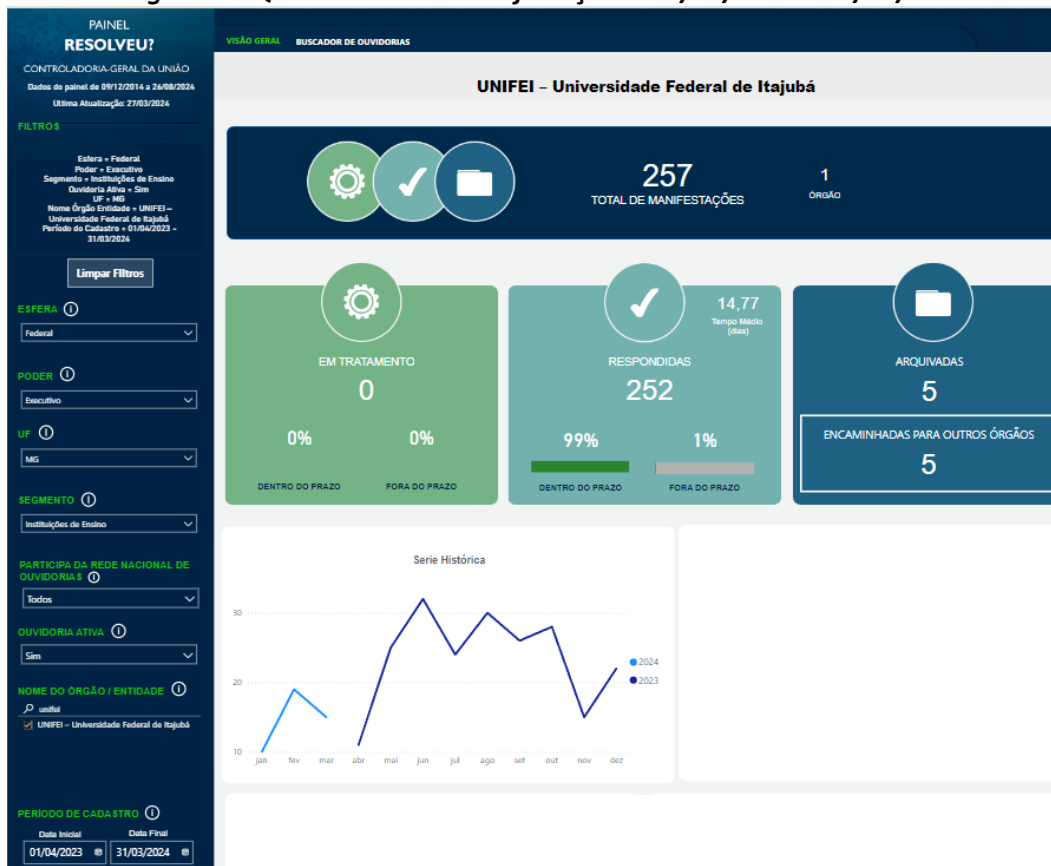 PAINEL
RESOLVEU?
CONTROLADORIA-GERAL DA UNIÃO
Dados do painel de 09/12/2014 a 26/08/2024
Última Atualização: 27/03/2024
FILTROS
Esfera = Federal
Poder = Executivo
Segmento = Instituições de Ensino
Ouvidoria Ativa = Sim
UF = MG
Nome Órgão Entidade = UNIFEI –
Universidade Federal de Itajubá
Período do Cadastro = 01/04/2023 -
31/03/2024
Limpar Filtros
ESFERA
Federal
PODER
Executivo
UF
MG
SEGMENTO
Instituições de Ensino
PARTICIPA DA REDE NACIONAL DE
OUVIDORIAS
Todos
OUVIDORIA ATIVA
Sim
NOME DO ÓRGÃO / ENTIDADE
unifei
UNIFEI – Universidade Federal de Itajubá
PERÍODO DE CADASTRO
Data Inicial Data Final
01/04/2023 31/03/2024
VISÃO GERAL BUSCADOR DE OUVIDORIAS
UNIFEI – Universidade Federal de Itajubá
257
TOTAL DE MANIFESTAÇÕES
1
ÓRGÃO
EM TRATAMENTO
0
0% 0%
DENTRO DO PRAZO FORA DO PRAZO
14,77
Tempo Médio
(dias)
RESPONDIDAS
252
99% 1%
DENTRO DO PRAZO FORA DO PRAZO
ARQUIVADAS
5
ENCAMINHADAS PARA OUTROS ÓRGÃOS
5
Serie Histórica
30
20
10
jan fev mar abr mai jun jul ago set out nov dez
2024
2023